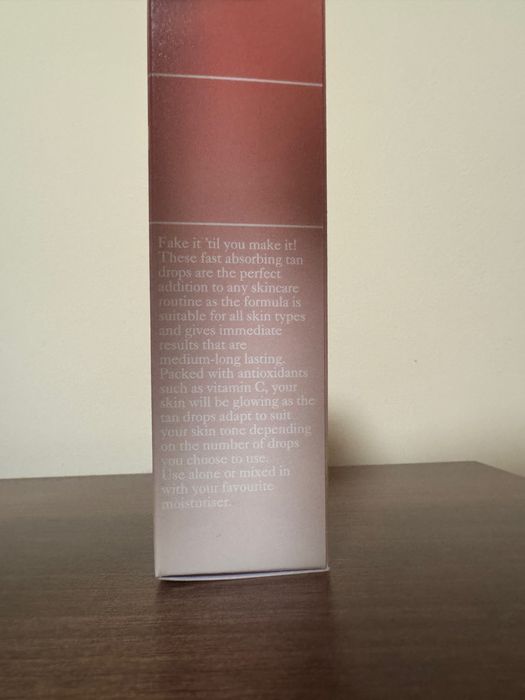 Fake it 'til you make it!
These fast absorbing tan
drops are the perfect
addition to any skincare
routine as the formula is
suitable for all skin types
and gives immediate
results that are
medium-long lasting.
Packed with antioxidants
such as vitamin C, your
skin will be glowing as the
tan drops adapt to suit
your skin tone depending
on the number of drops
you choose to use.
Use alone or mixed in
with your favourite
moisturiser.